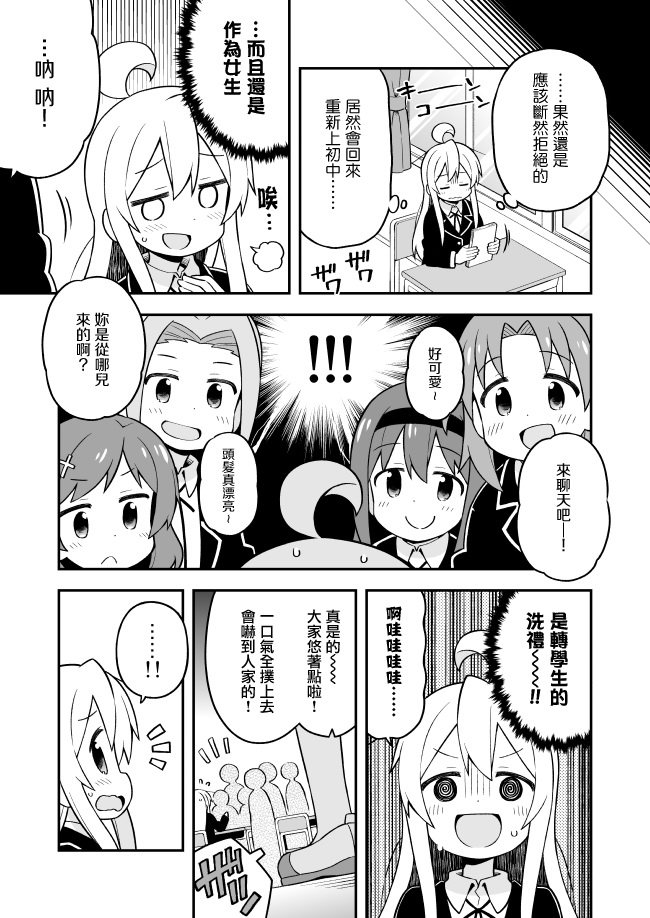 ……果然還是
應該斷然拒絕的
キーン
コーン
居然會回來
重新上初中……
ザワ
ザワ
…而且還是
作為女生
唉…
…吶吶！
好可愛~
來聊天吧—！
!!!
頭髮真漂亮~
妳是從哪兒
來的啊？
是轉學生的
洗禮~~!!
啊哇哇哇哇……
真是的~~
大家悠著點啦！
一口氣全撲上去
會嚇到人家的！
……!!